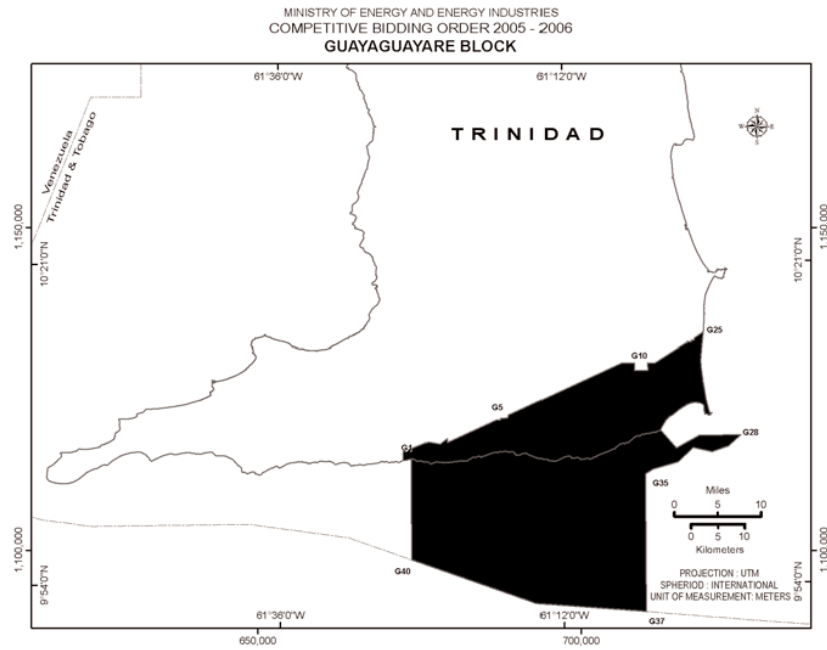 MINISTRY OF ENERGY AND ENERGY INDUSTRIES
COMPETITIVE BIDDING ORDER 2005 - 2006
GUAYAGUAYARE BLOCK
61°36'0"W
61°12'0"W
TRINIDAD
N
W
E
S
Venezuela
Trinidad & Tobago
1,150,000
1,150,000
10°21'0"N
10°21'0"N
G25
G10
G5
G1
G28
G35
Miles
0 5 10
0 5 10
Kilometers
1,100,000
1,100,000
G40
9°54'0"N
9°54'0"N
PROJECTION : UTM
SPHERIOD : INTERNATIONAL
UNIT OF MEASUREMENT: METERS
61°36'0"W
61°12'0"W
G37
650,000
700,000